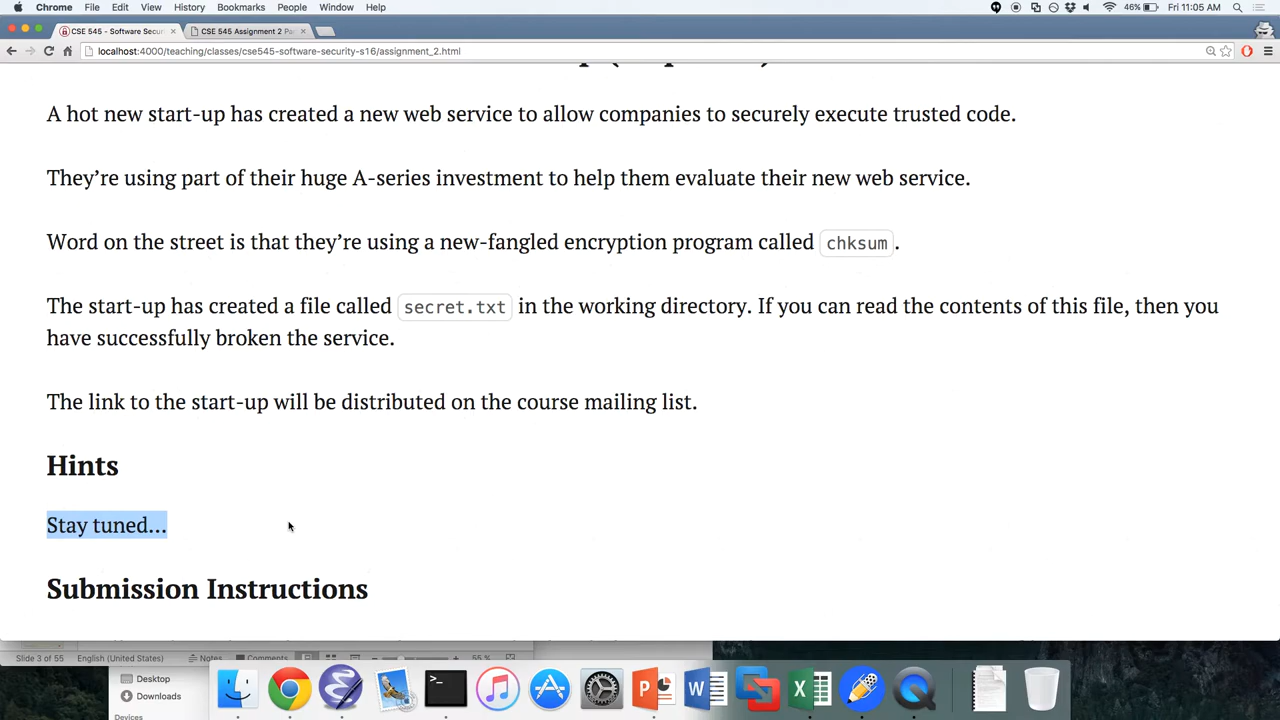 Chrome File Edit View History Bookmarks People Window Help 46% Fri 11:05 AM
CSE 545 - Software Secur × CSE 545 Assignment 2 Pa ×
localhost:4000/teaching/classes/cse545-software-security-s16/assignment_2.html
A hot new start-up has created a new web service to allow companies to securely execute trusted code.
They’re using part of their huge A-series investment to help them evaluate their new web service.
Word on the street is that they’re using a new-fangled encryption program called chksum.
The start-up has created a file called secret.txt in the working directory. If you can read the contents of this file, then you
have successfully broken the service.
The link to the start-up will be distributed on the course mailing list.
Hints
Stay tuned…
Submission Instructions
Slide 3 of 55 English (United States) Notes Comments 55 %
Desktop
Downloads
Devices